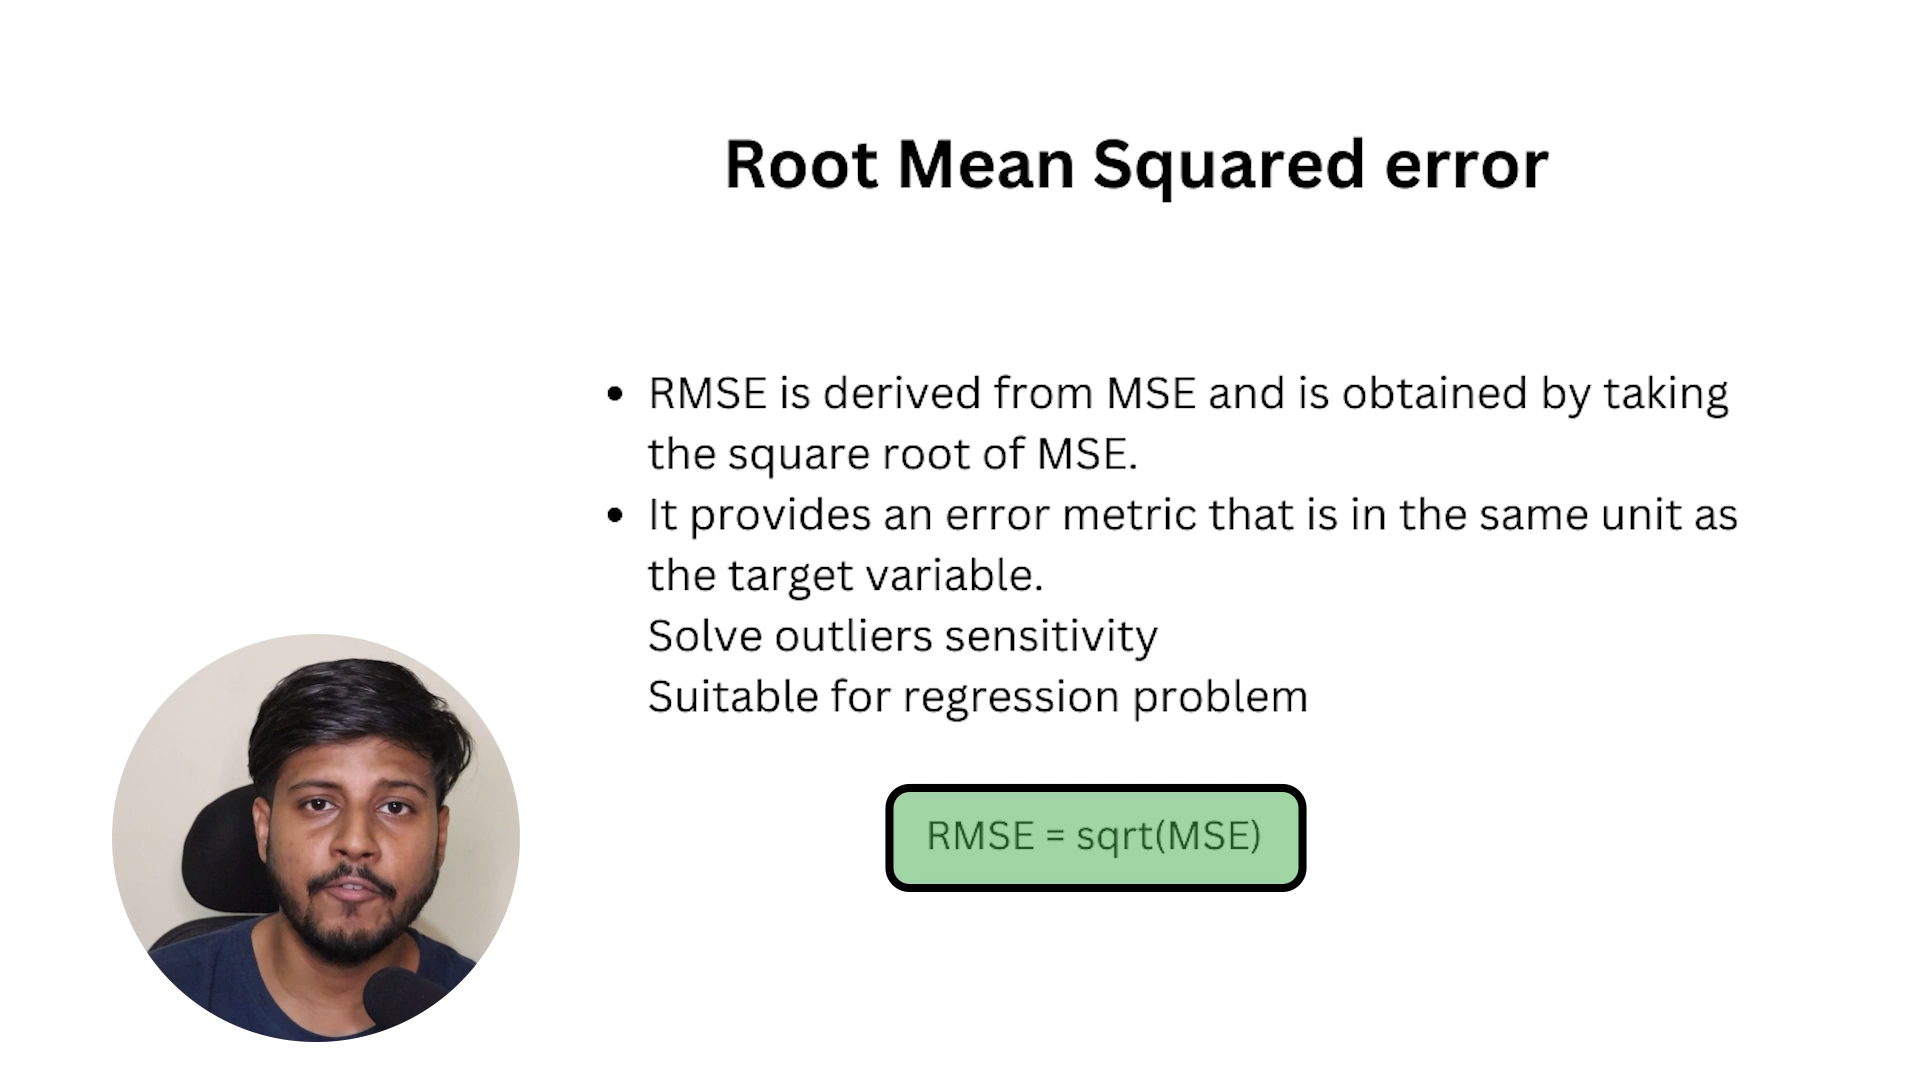 Root Mean Squared error
• RMSE is derived from MSE and is obtained by taking
the square root of MSE.
• It provides an error metric that is in the same unit as
the target variable.
Solve outliers sensitivity
Suitable for regression problem
RMSE = sqrt(MSE)